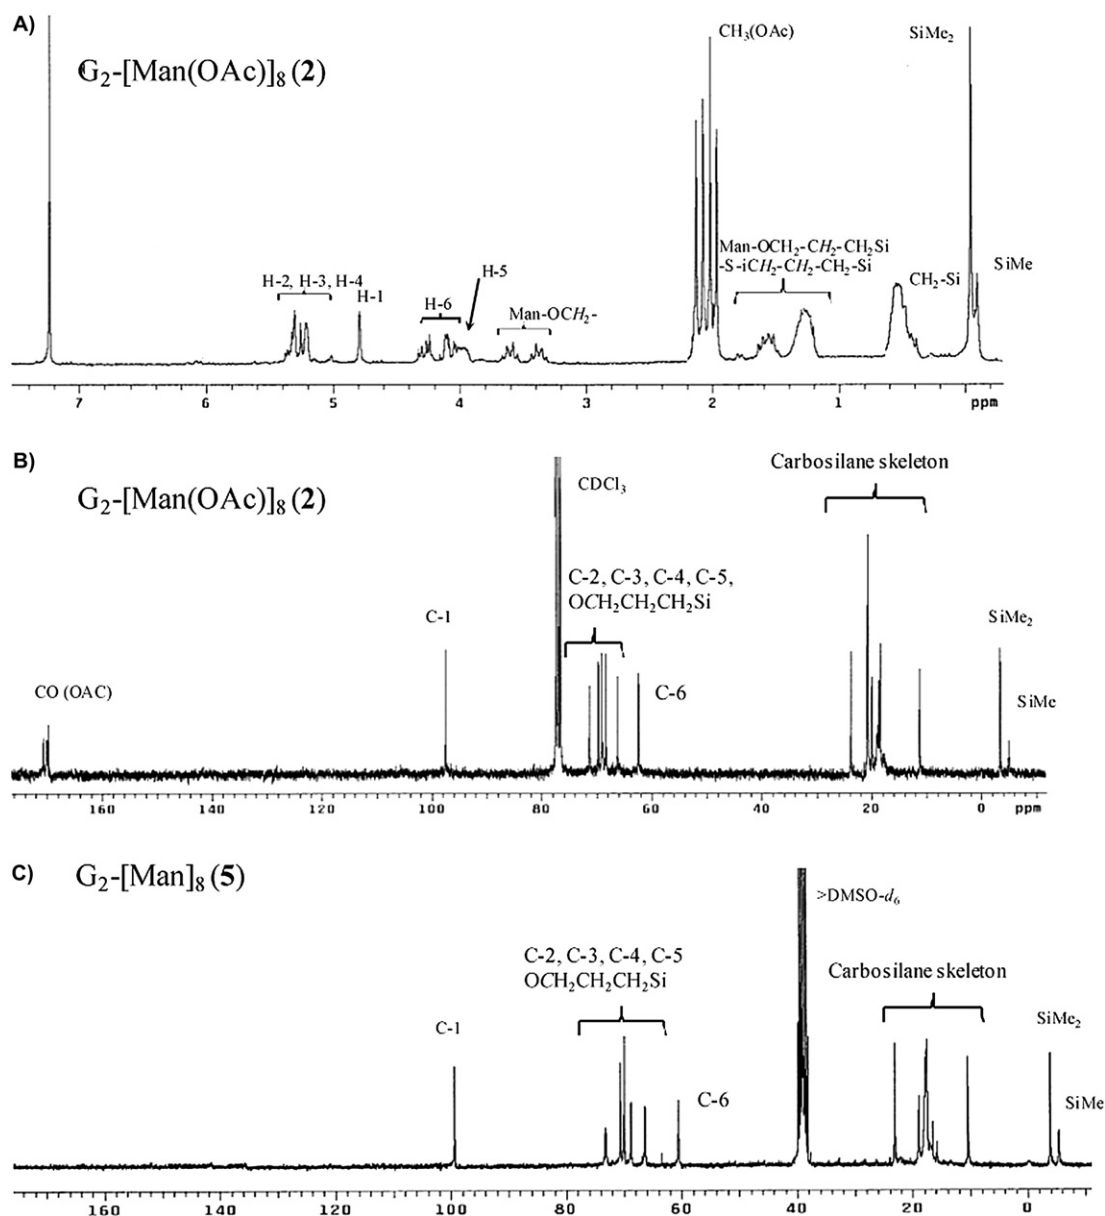 A)
G₂-[Man(OAc)]₈ (2)
CH₃(OAc)
SiMe₂
Man-OCH₂-CH₂-CH₂Si
-S-iCH₂-CH₂-CH₂-Si
CH₂-Si
SiMe
H-2, H-3, H-4
H-1
H-6
H-5
Man-OCH₂-
7 6 5 4 3 2 1 ppm
B)
G₂-[Man(OAc)]₈ (2)
CDCl₃
Carbosilane skeleton
C-2, C-3, C-4, C-5,
OCH₂CH₂CH₂Si
C-1
C-6
SiMe₂
SiMe
CO (OAC)
160 140 120 100 80 60 40 20 0 ppm
C)
G₂-[Man]₈ (5)
>DMSO-d₆
C-2, C-3, C-4, C-5
OCH₂CH₂CH₂Si
Carbosilane skeleton
C-1
C-6
SiMe₂
SiMe
160 140 120 100 80 60 40 20 0